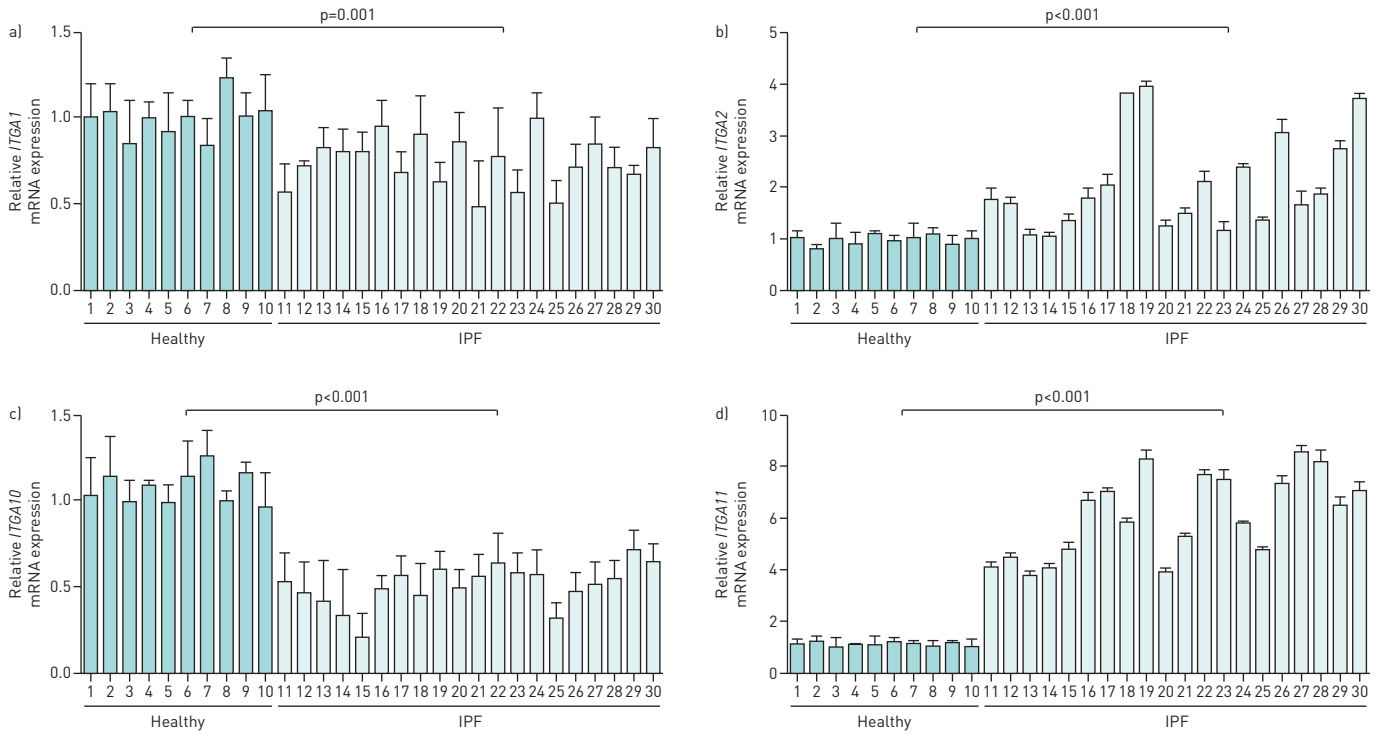 a)
p=0.001
Relative ITGA1
mRNA expression
1.5
1.0
0.5
0.0
1 2 3 4 5 6 7 8 9 10 11 12 13 14 15 16 17 18 19 20 21 22 23 24 25 26 27 28 29 30
Healthy IPF
b)
p<0.001
Relative ITGA2
mRNA expression
5
4
3
2
1
0
1 2 3 4 5 6 7 8 9 10 11 12 13 14 15 16 17 18 19 20 21 22 23 24 25 26 27 28 29 30
Healthy IPF
c)
p<0.001
Relative ITGA10
mRNA expression
1.5
1.0
0.5
0.0
1 2 3 4 5 6 7 8 9 10 11 12 13 14 15 16 17 18 19 20 21 22 23 24 25 26 27 28 29 30
Healthy IPF
d)
p<0.001
Relative ITGA11
mRNA expression
10
8
6
4
2
0
1 2 3 4 5 6 7 8 9 10 11 12 13 14 15 16 17 18 19 20 21 22 23 24 25 26 27 28 29 30
Healthy IPF